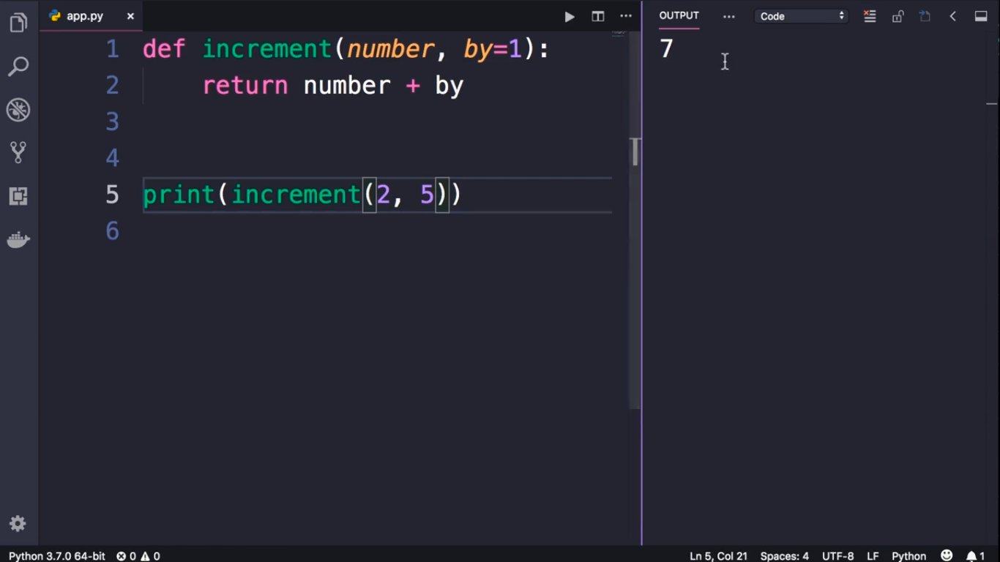 app.py
OUTPUT
Code
1 def increment(number, by=1):
2     return number + by
3
4
5 print(increment(2, 5))
6
7
Python 3.7.0 64-bit 0 0 Ln 5, Col 21 Spaces: 4 UTF-8 LF Python 1